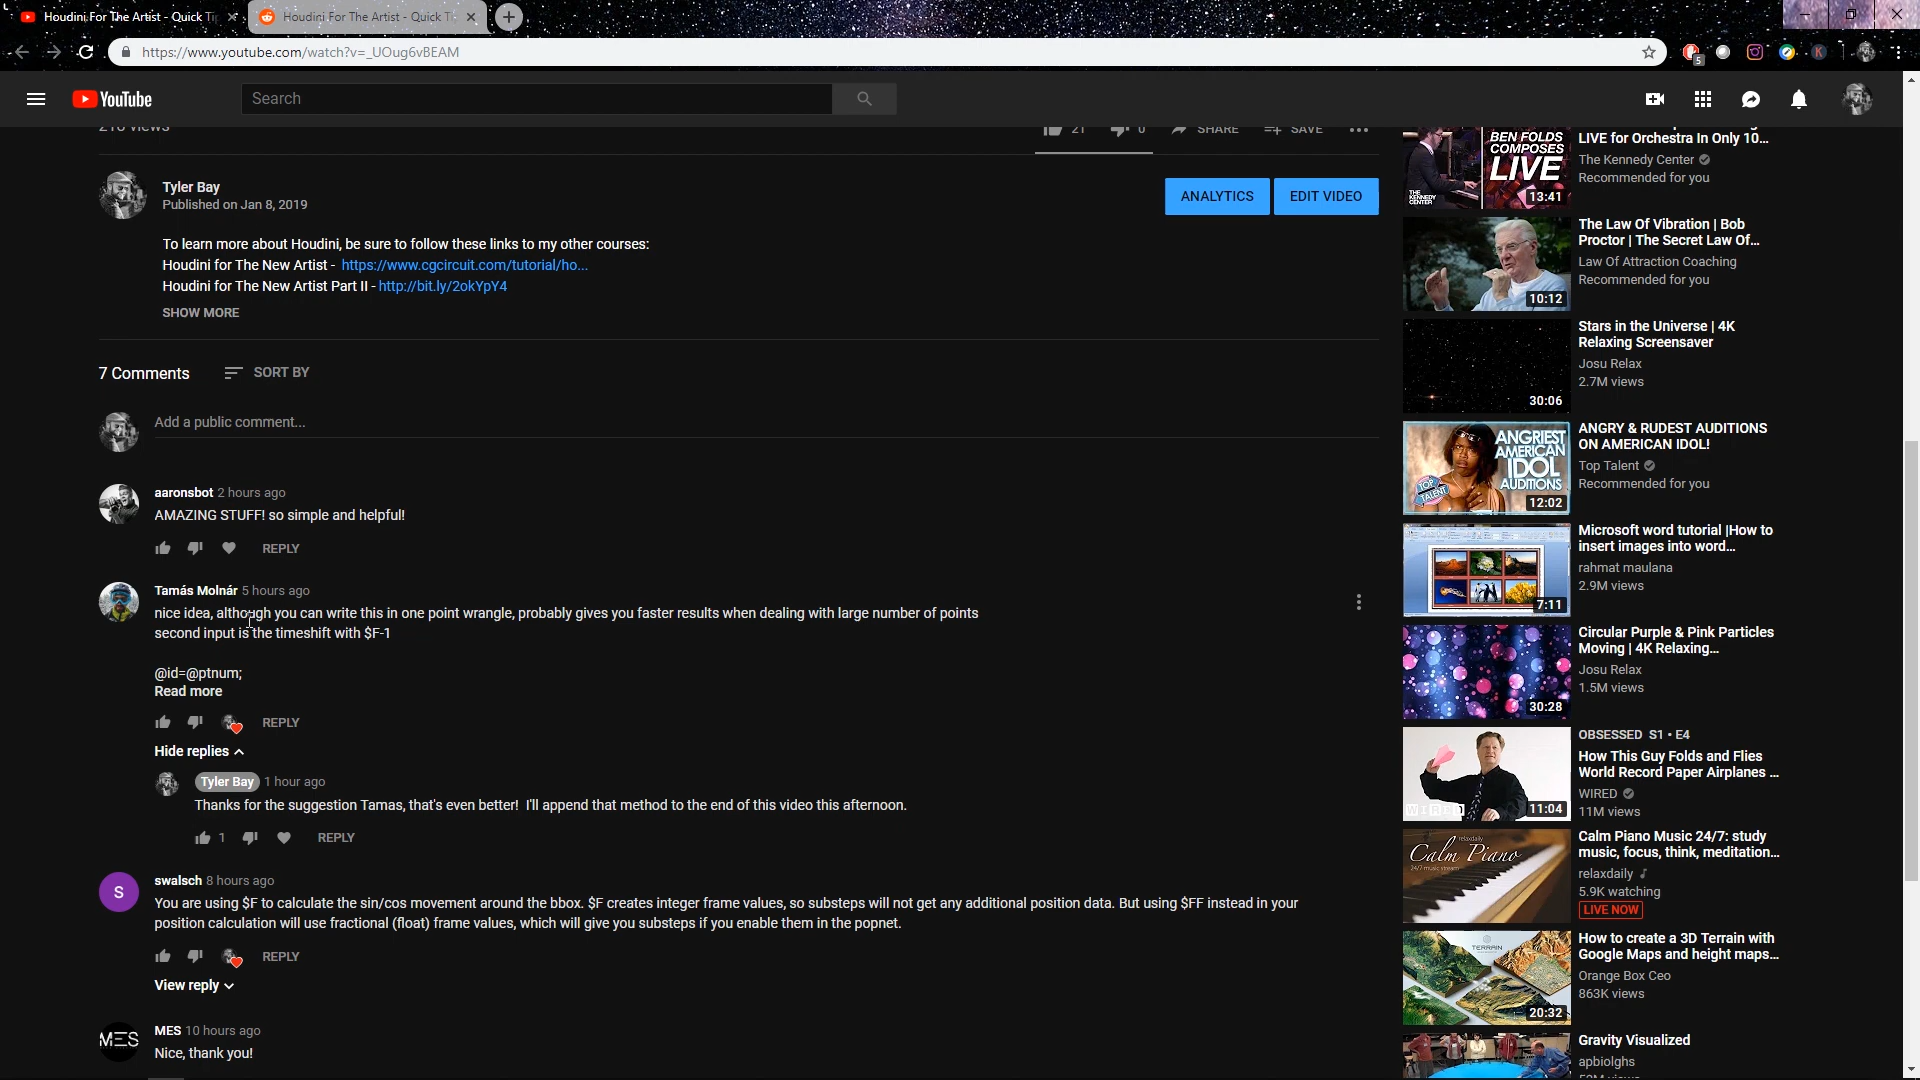 Houdini For The Artist - Quick Ti
Houdini For The Artist - Quick T
https://www.youtube.com/watch?v=_UOug6vBEAM
5
K
YouTube
Search
views
21
0
SHARE
SAVE
Tyler Bay
Published on Jan 8, 2019
ANALYTICS
EDIT VIDEO
To learn more about Houdini, be sure to follow these links to my other courses:
Houdini for The New Artist - https://www.cgcircuit.com/tutorial/ho...
Houdini for The New Artist Part II - http://bit.ly/2okYpY4
SHOW MORE
7 Comments
SORT BY
Add a public comment...
aaronsbot 2 hours ago
AMAZING STUFF! so simple and helpful!
REPLY
Tamás Molnár 5 hours ago
nice idea, although you can write this in one point wrangle, probably gives you faster results when dealing with large number of points
second input is the timeshift with $F-1
@id=@ptnum;
Read more
REPLY
Hide replies
Tyler Bay 1 hour ago
Thanks for the suggestion Tamas, that's even better! I'll append that method to the end of this video this afternoon.
1
REPLY
S
swalsch 8 hours ago
You are using $F to calculate the sin/cos movement around the bbox. $F creates integer frame values, so substeps will not get any additional position data. But using $FF instead in your
position calculation will use fractional (float) frame values, which will give you substeps if you enable them in the popnet.
REPLY
View reply
MES
MES 10 hours ago
Nice, thank you!
BEN FOLDS
COMPOSES
LIVE
THE
KENNEDY
CENTER
13:41
LIVE for Orchestra In Only 10...
The Kennedy Center
Recommended for you
10:12
The Law Of Vibration | Bob
Proctor | The Secret Law Of...
Law Of Attraction Coaching
Recommended for you
30:06
Stars in the Universe | 4K
Relaxing Screensaver
Josu Relax
2.7M views
ANGRIEST
AMERICAN
IDOL
AUDITIONS
TOP
TALENT
12:02
ANGRY & RUDEST AUDITIONS
ON AMERICAN IDOL!
Top Talent
Recommended for you
7:11
Microsoft word tutorial |How to
insert images into word...
rahmat maulana
2.9M views
30:28
Circular Purple & Pink Particles
Moving | 4K Relaxing...
Josu Relax
1.5M views
WIRED
11:04
OBSESSED S1 • E4
How This Guy Folds and Flies
World Record Paper Airplanes ...
WIRED
11M views
relaxdaily
Calm Piano
24/7 music stream
Calm Piano Music 24/7: study
music, focus, think, meditation...
relaxdaily
5.9K watching
LIVE NOW
TERRAIN
20:32
How to create a 3D Terrain with
Google Maps and height maps...
Orange Box Ceo
863K views
Gravity Visualized
apbiolghs